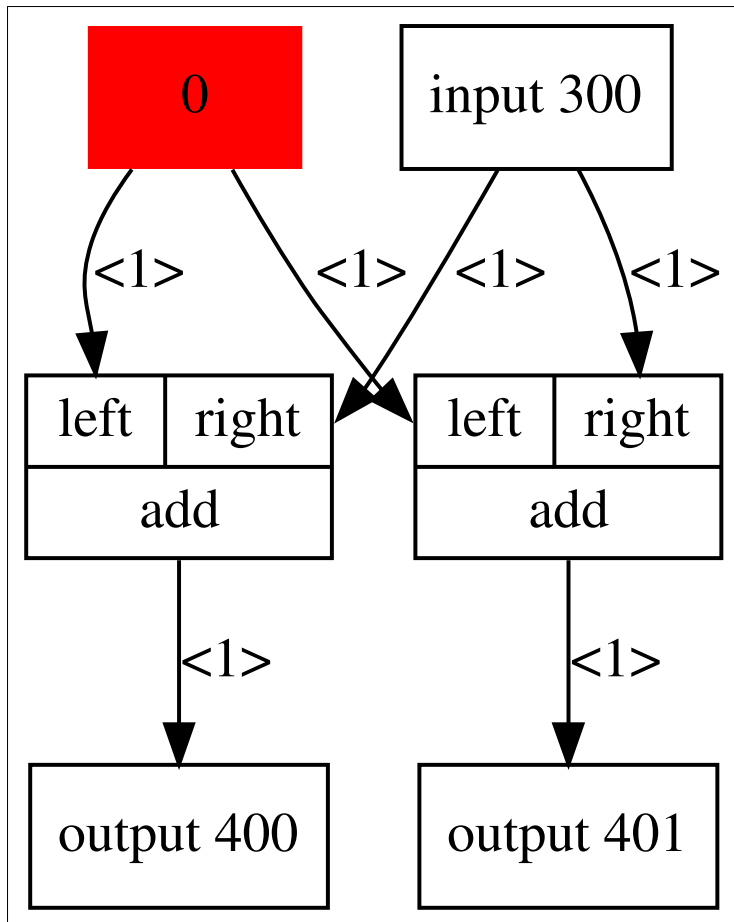 0
input 300
<1>
<1>
<1>
<1>
left right
add
left right
add
<1>
<1>
output 400
output 401